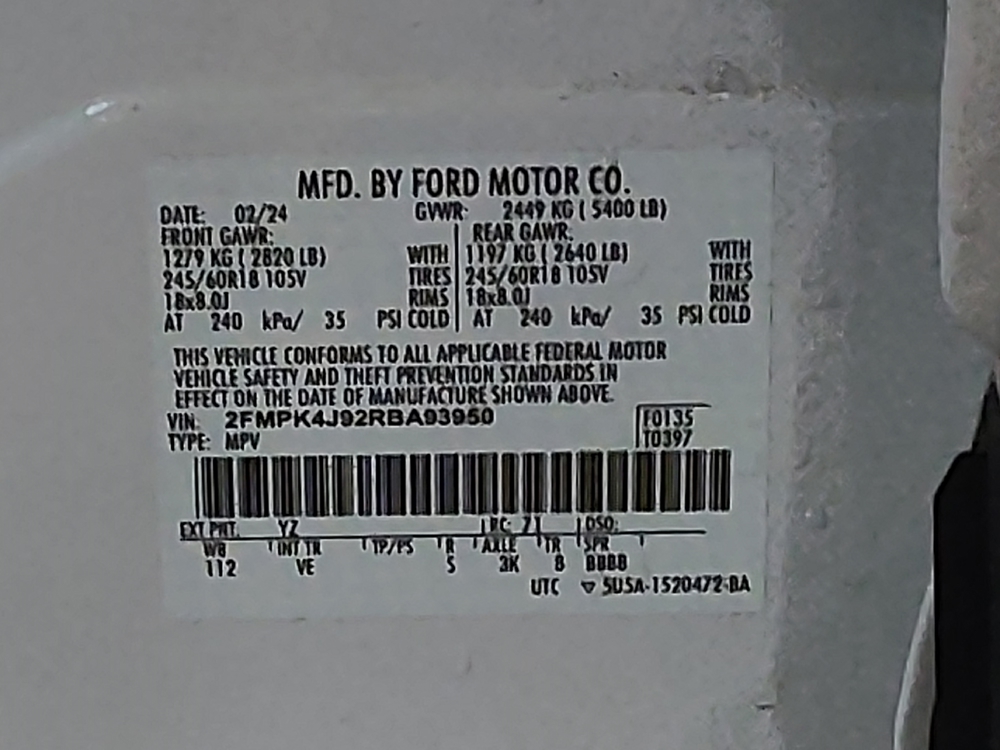 MFD. BY FORD MOTOR CO.
DATE: 02/24 GVWR: 2449 KG ( 5400 LB)
FRONT GAWR: REAR GAWR:
1279 KG ( 2820 LB) WITH 1197 KG ( 2640 LB) WITH
245/60R18 105V TIRES 245/60R18 105V TIRES
18x8.0J RIMS 18x8.0J RIMS
AT 240 kPa/ 35 PSI COLD AT 240 kPa/ 35 PSI COLD
THIS VEHICLE CONFORMS TO ALL APPLICABLE FEDERAL MOTOR
VEHICLE SAFETY AND THEFT PREVENTION STANDARDS IN
EFFECT ON THE DATE OF MANUFACTURE SHOWN ABOVE.
VIN: 2FMPK4J92RBA93950 F0135
TYPE: MPV T0397
EXT PNT: YZ RC: 71 DSO:
WB INT TR TP/PS R AXLE TR SPR
112 VE S 3K 8 BBBB
UTC ▽ 5U5A-1520472-BA